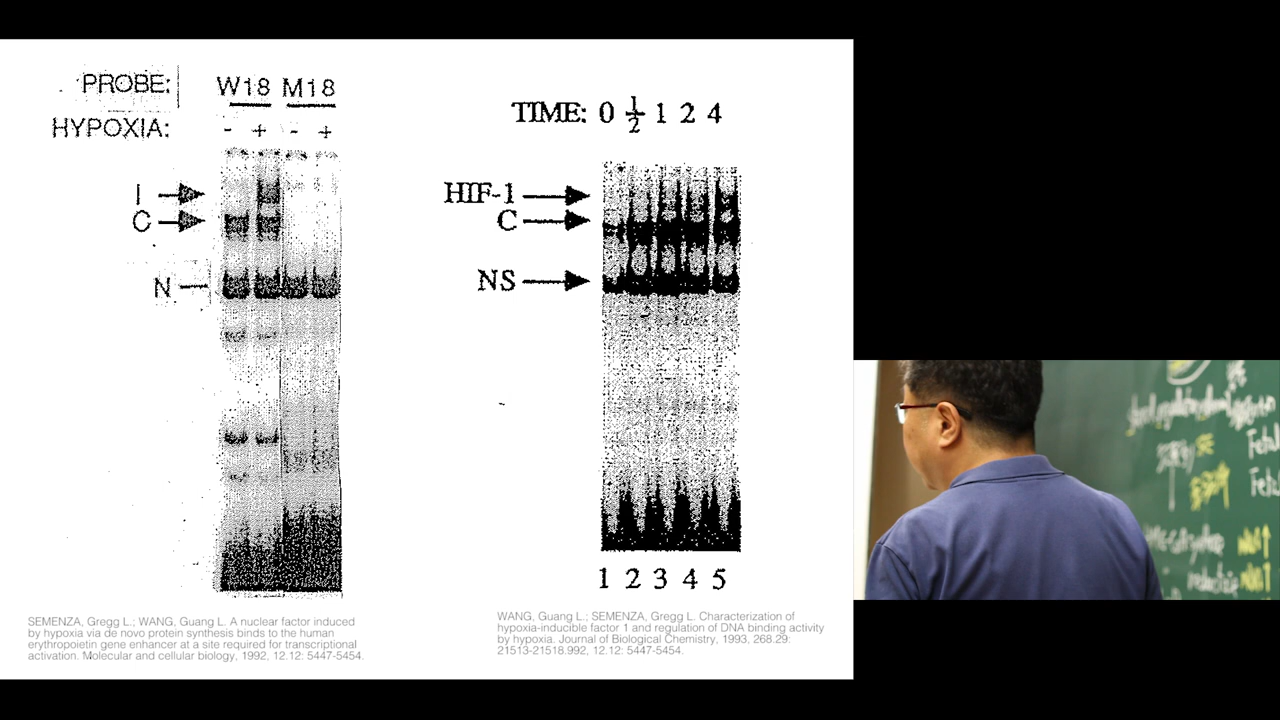 PROBE: W18 M18
HYPOXIA: - + - +
I
C
N
SEMENZA, Gregg L.; WANG, Guang L. A nuclear factor induced
by hypoxia via de novo protein synthesis binds to the human
erythropoietin gene enhancer at a site required for transcriptional
activation. Molecular and cellular biology, 1992, 12.12: 5447-5454.
TIME: 0 1/2 1 2 4
HIF-1
C
NS
1 2 3 4 5
WANG, Guang L.; SEMENZA, Gregg L. Characterization of
hypoxia-inducible factor 1 and regulation of DNA binding activity
by hypoxia. Journal of Biological Chemistry, 1993, 268.29:
21513-21518.992, 12.12: 5447-5454.